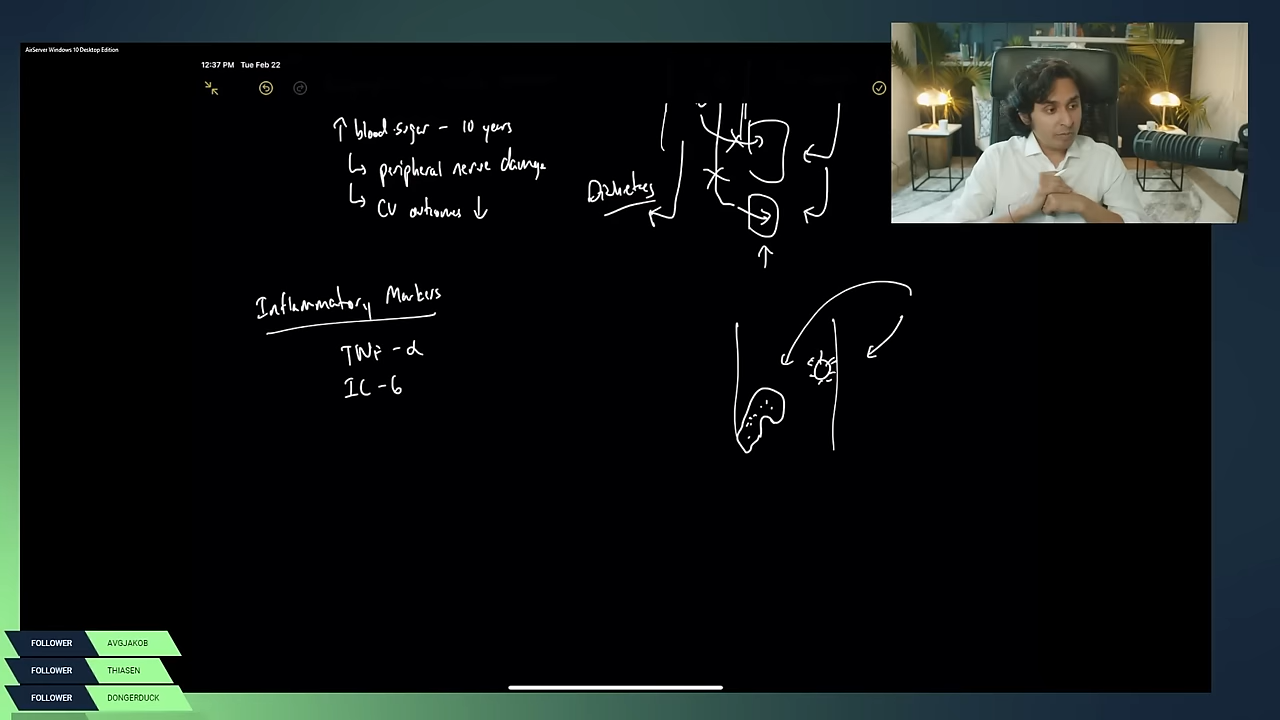 AirServer Windows 10 Desktop Edition
12:37 PM Tue Feb 22
↑ blood sugar - 10 years
↳ peripheral nerve damage
↳ CV outcomes ↓
Diabetes
Inflammatory Markers
TNF - α
IL - 6
FOLLOWER AVGJAKOB
FOLLOWER THIASEN
FOLLOWER DONGERDUCK